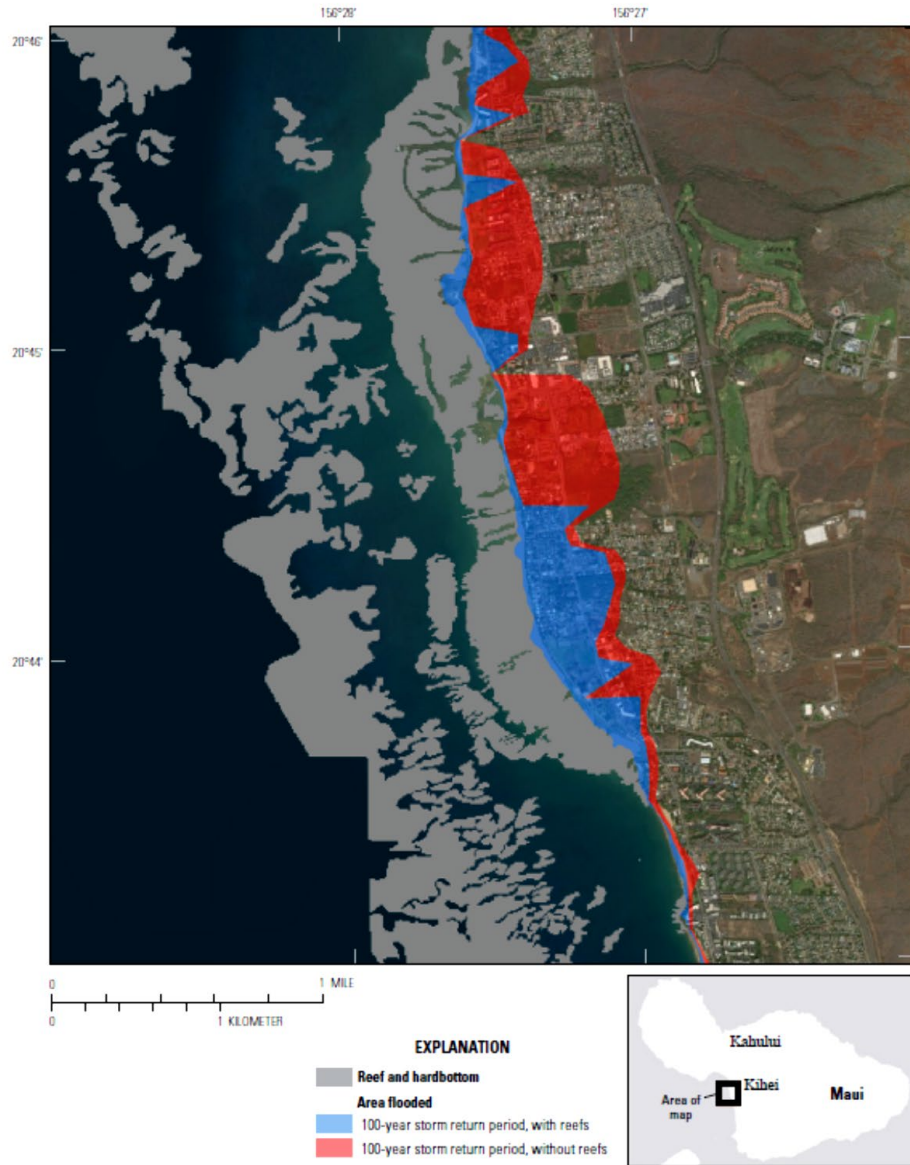 156°28'
156°27'
20°46'
20°45'
20°44'
0
1 MILE
0
1 KILOMETER
EXPLANATION
Reef and hardbottom
Area flooded
100-year storm return period, with reefs
100-year storm return period, without reefs
Kahului
Kihei
Maui
Area of
map